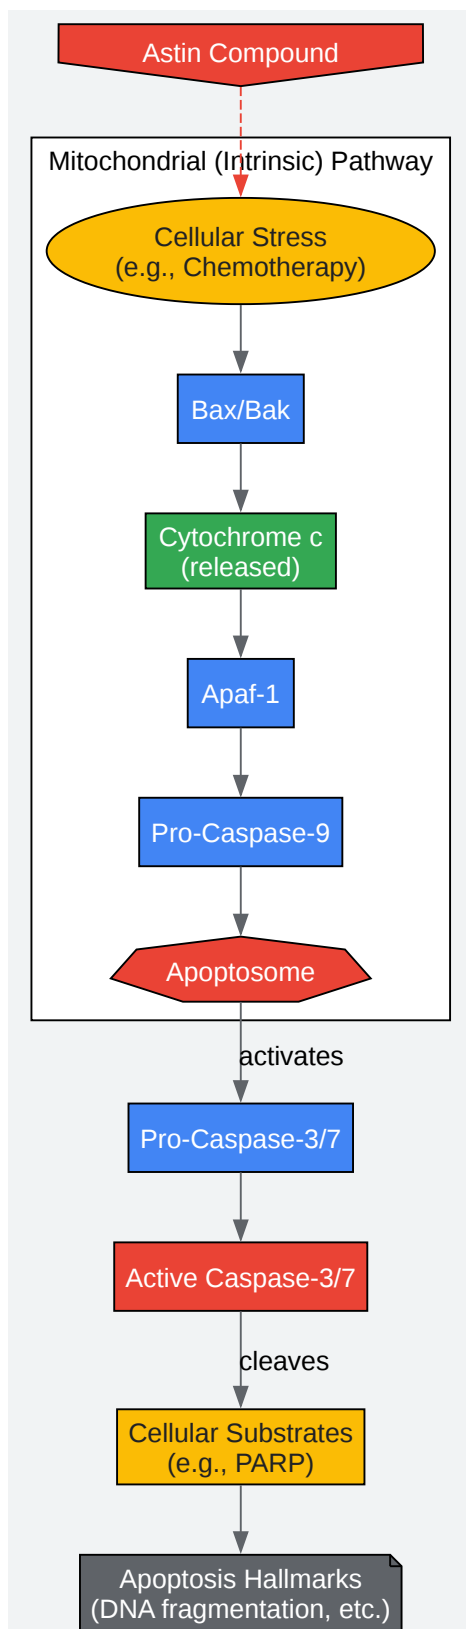 Astin Compound
Mitochondrial (Intrinsic) Pathway
Cellular Stress
(e.g., Chemotherapy)
Bax/Bak
Cytochrome c
(released)
Apaf-1
Pro-Caspase-9
Apoptosome
activates
Pro-Caspase-3/7
Active Caspase-3/7
cleaves
Cellular Substrates
(e.g., PARP)
Apoptosis Hallmarks
(DNA fragmentation, etc.)